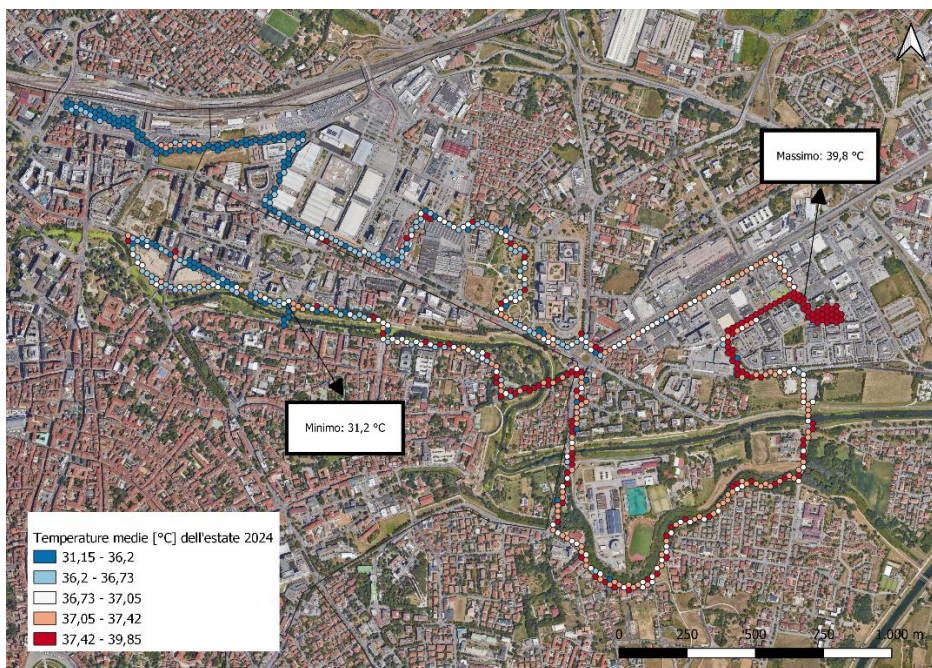 Massimo: 39,8 °C
Minimo: 31,2 °C
Temperature medie [°C] dell'estate 2024
31,15 - 36,2
36,2 - 36,73
36,73 - 37,05
37,05 - 37,42
37,42 - 39,85
0 250 500 750 1.000 m